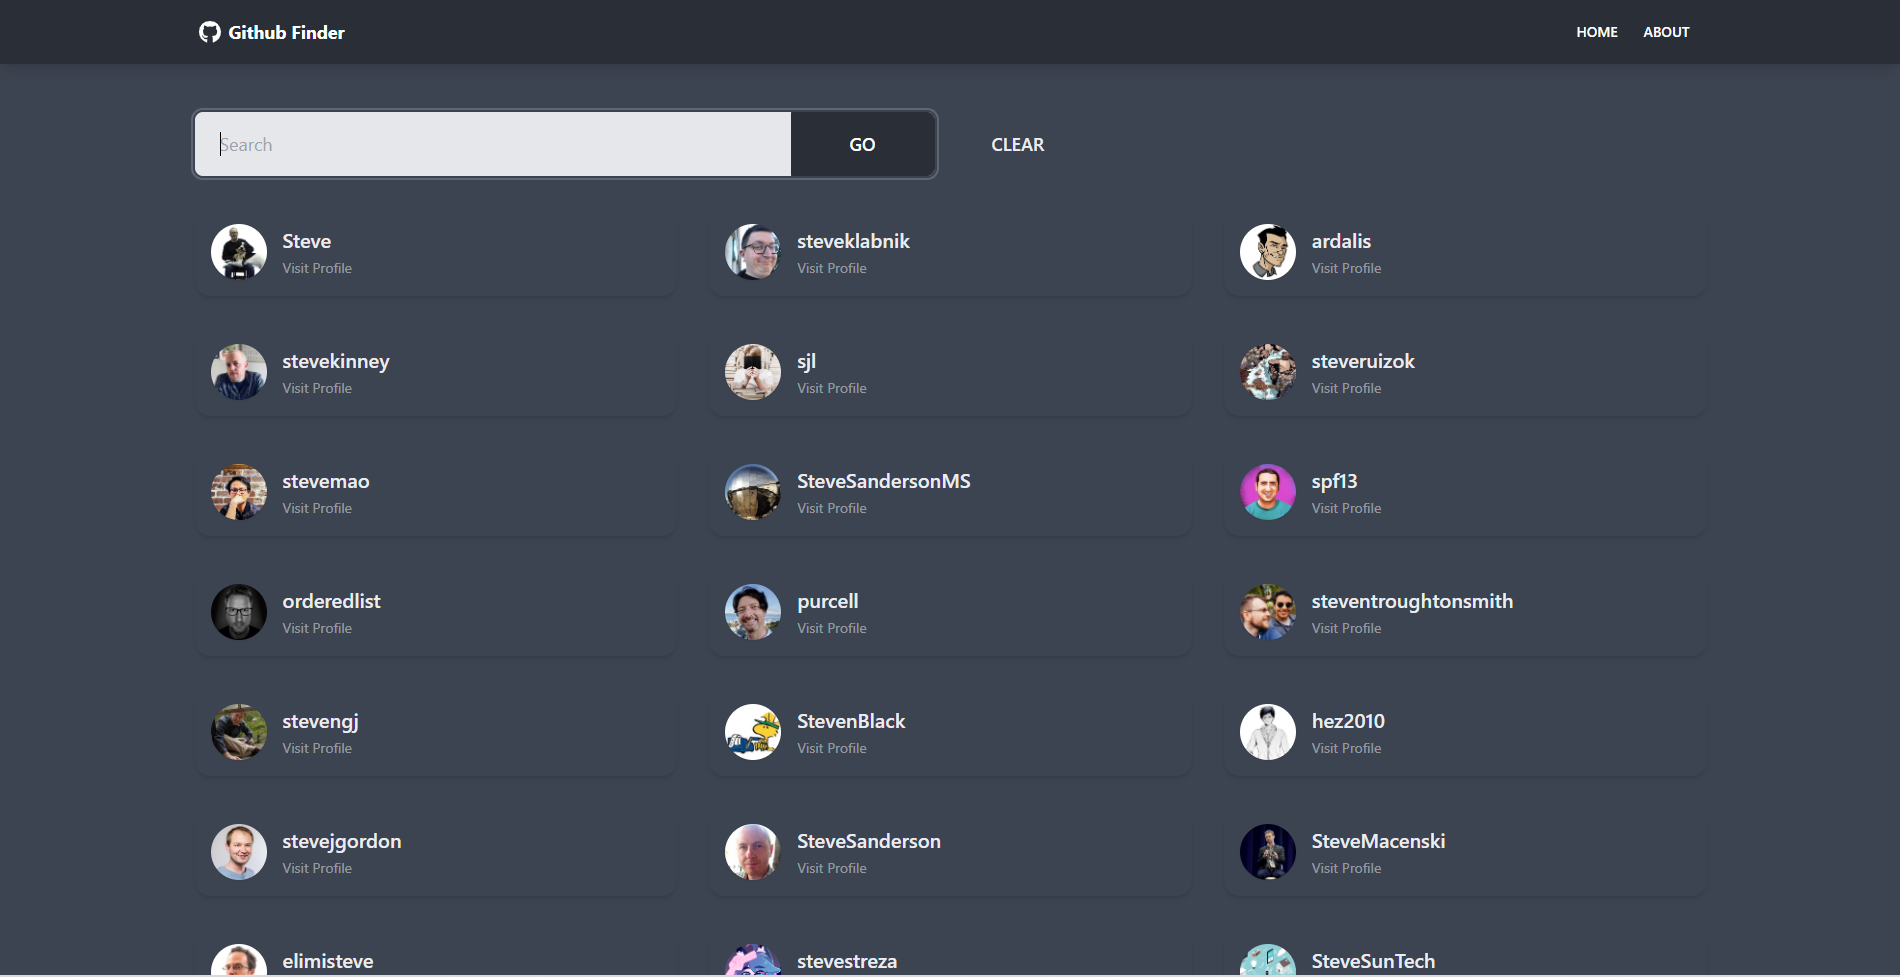 Github Finder
HOME ABOUT
Search GO CLEAR
Steve
Visit Profile
steveklabnik
Visit Profile
ardalis
Visit Profile
stevekinney
Visit Profile
sjl
Visit Profile
steveruizok
Visit Profile
stevemao
Visit Profile
SteveSandersonMS
Visit Profile
spf13
Visit Profile
orderedlist
Visit Profile
purcell
Visit Profile
steventroughtonsmith
Visit Profile
stevengj
Visit Profile
StevenBlack
Visit Profile
hez2010
Visit Profile
stevejgordon
Visit Profile
SteveSanderson
Visit Profile
SteveMacenski
Visit Profile
elimisteve
stevestreza
SteveSunTech